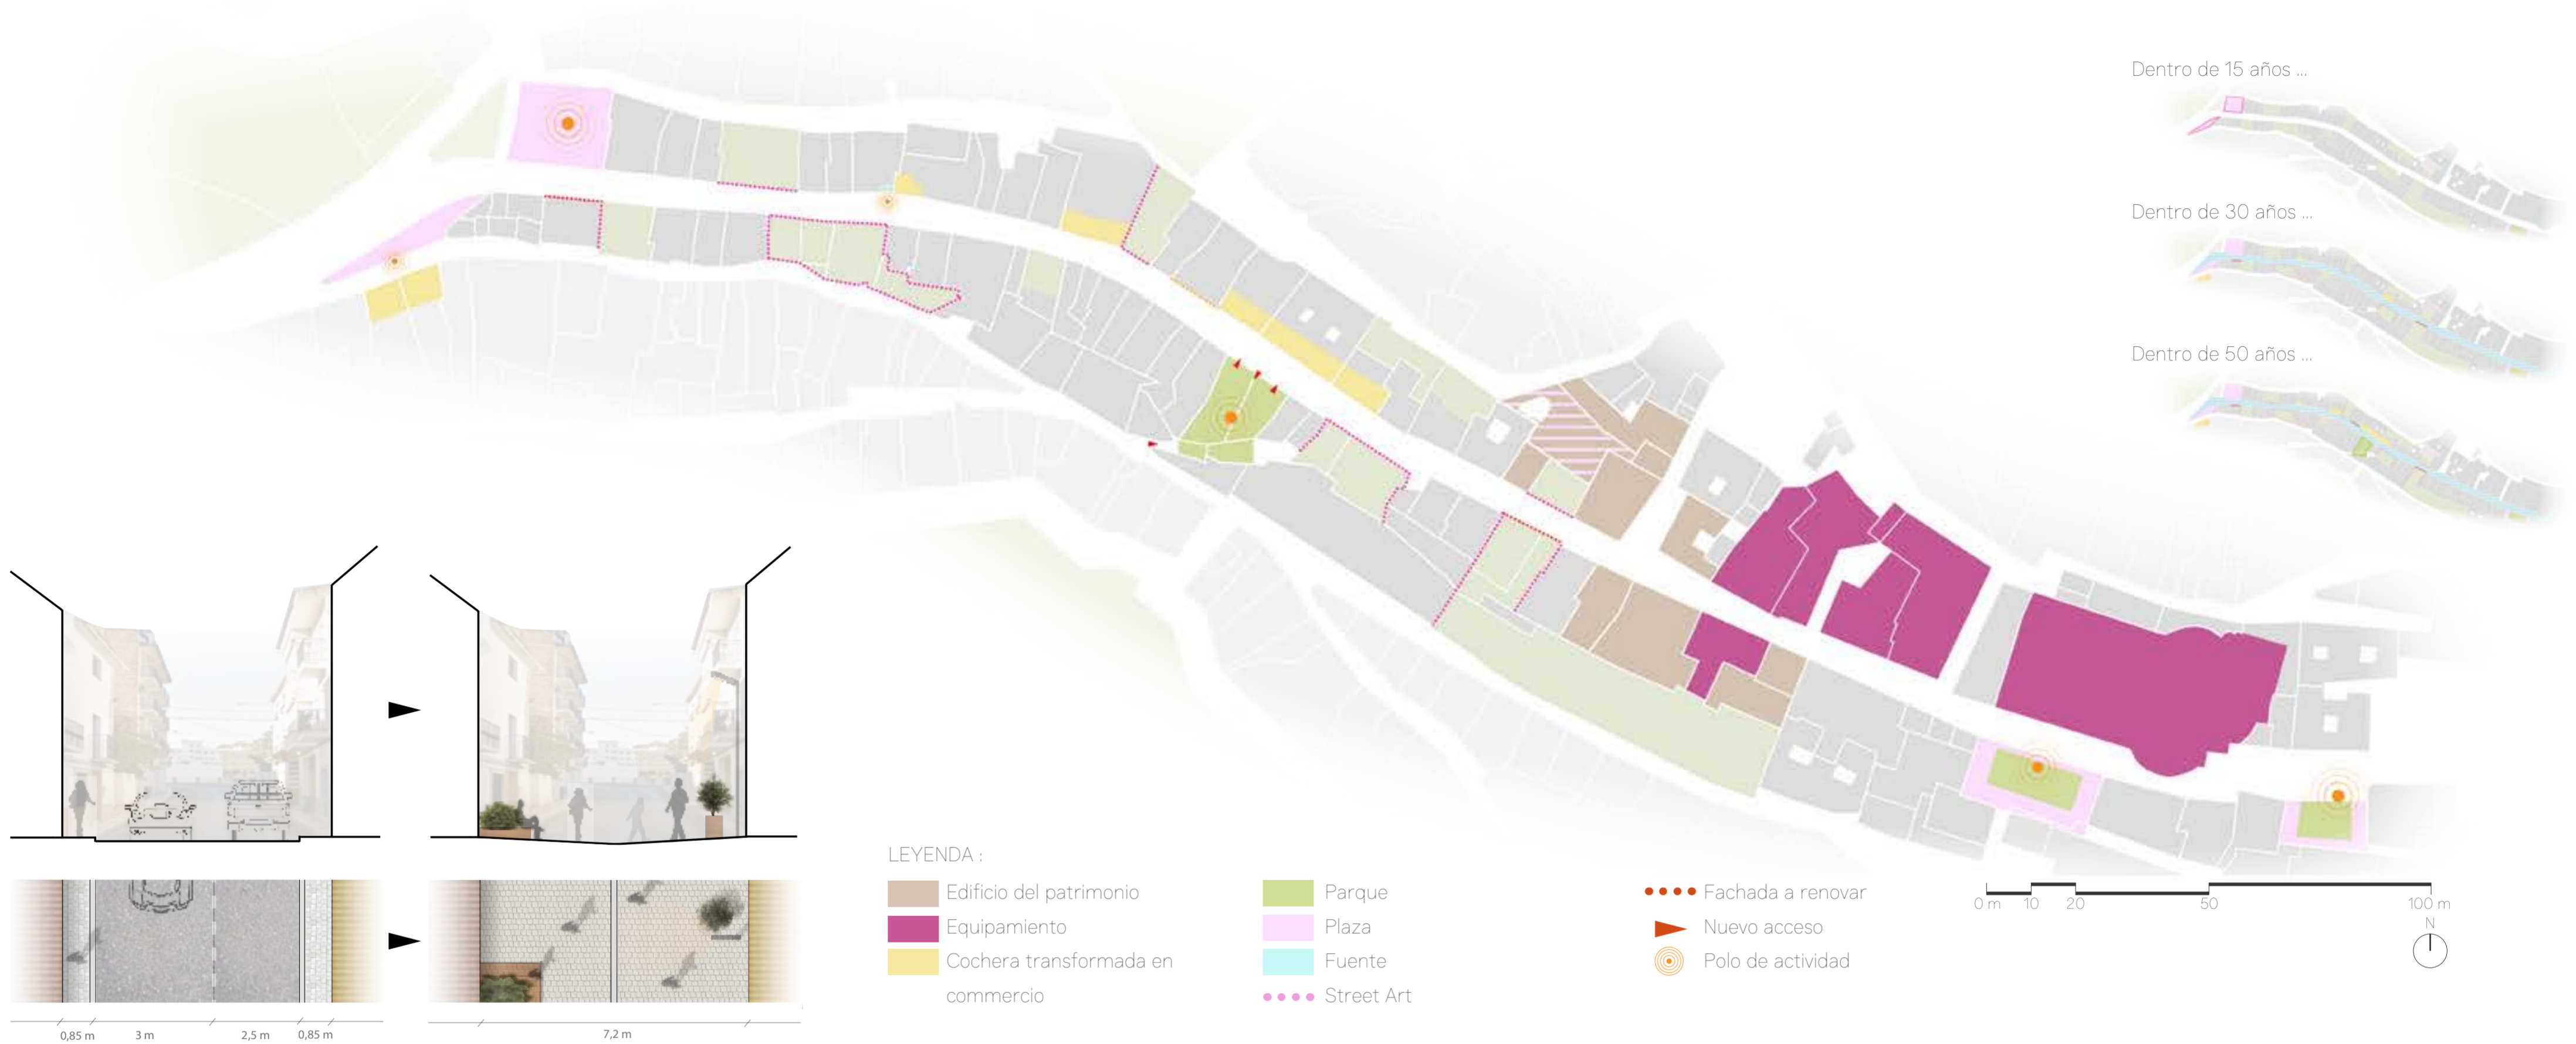 Dentro de 15 años ...
Dentro de 30 años ...
Dentro de 50 años ...
LEYENDA :
Edificio del patrimonio
Equipamiento
Cochera transformada en
commercio
Parque
Plaza
Fuente
Street Art
Fachada a renovar
Nuevo acceso
Polo de actividad
0 m 10 20 50 100 m
N
0,85 m 3 m 2,5 m 0,85 m
7,2 m